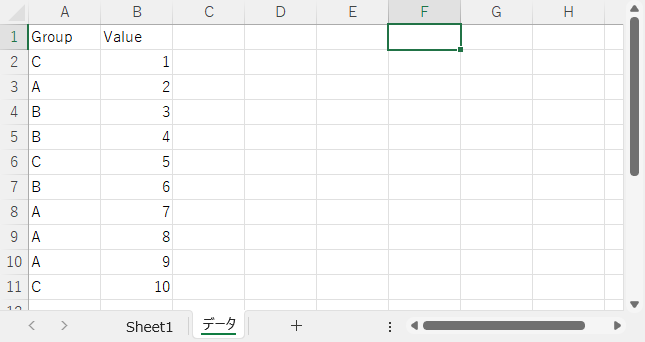 A B C D E F G H
1 Group Value
2 C 1
3 A 2
4 B 3
5 B 4
6 C 5
7 B 6
8 A 7
9 A 8
10 A 9
11 C 10
Sheet1 データ +